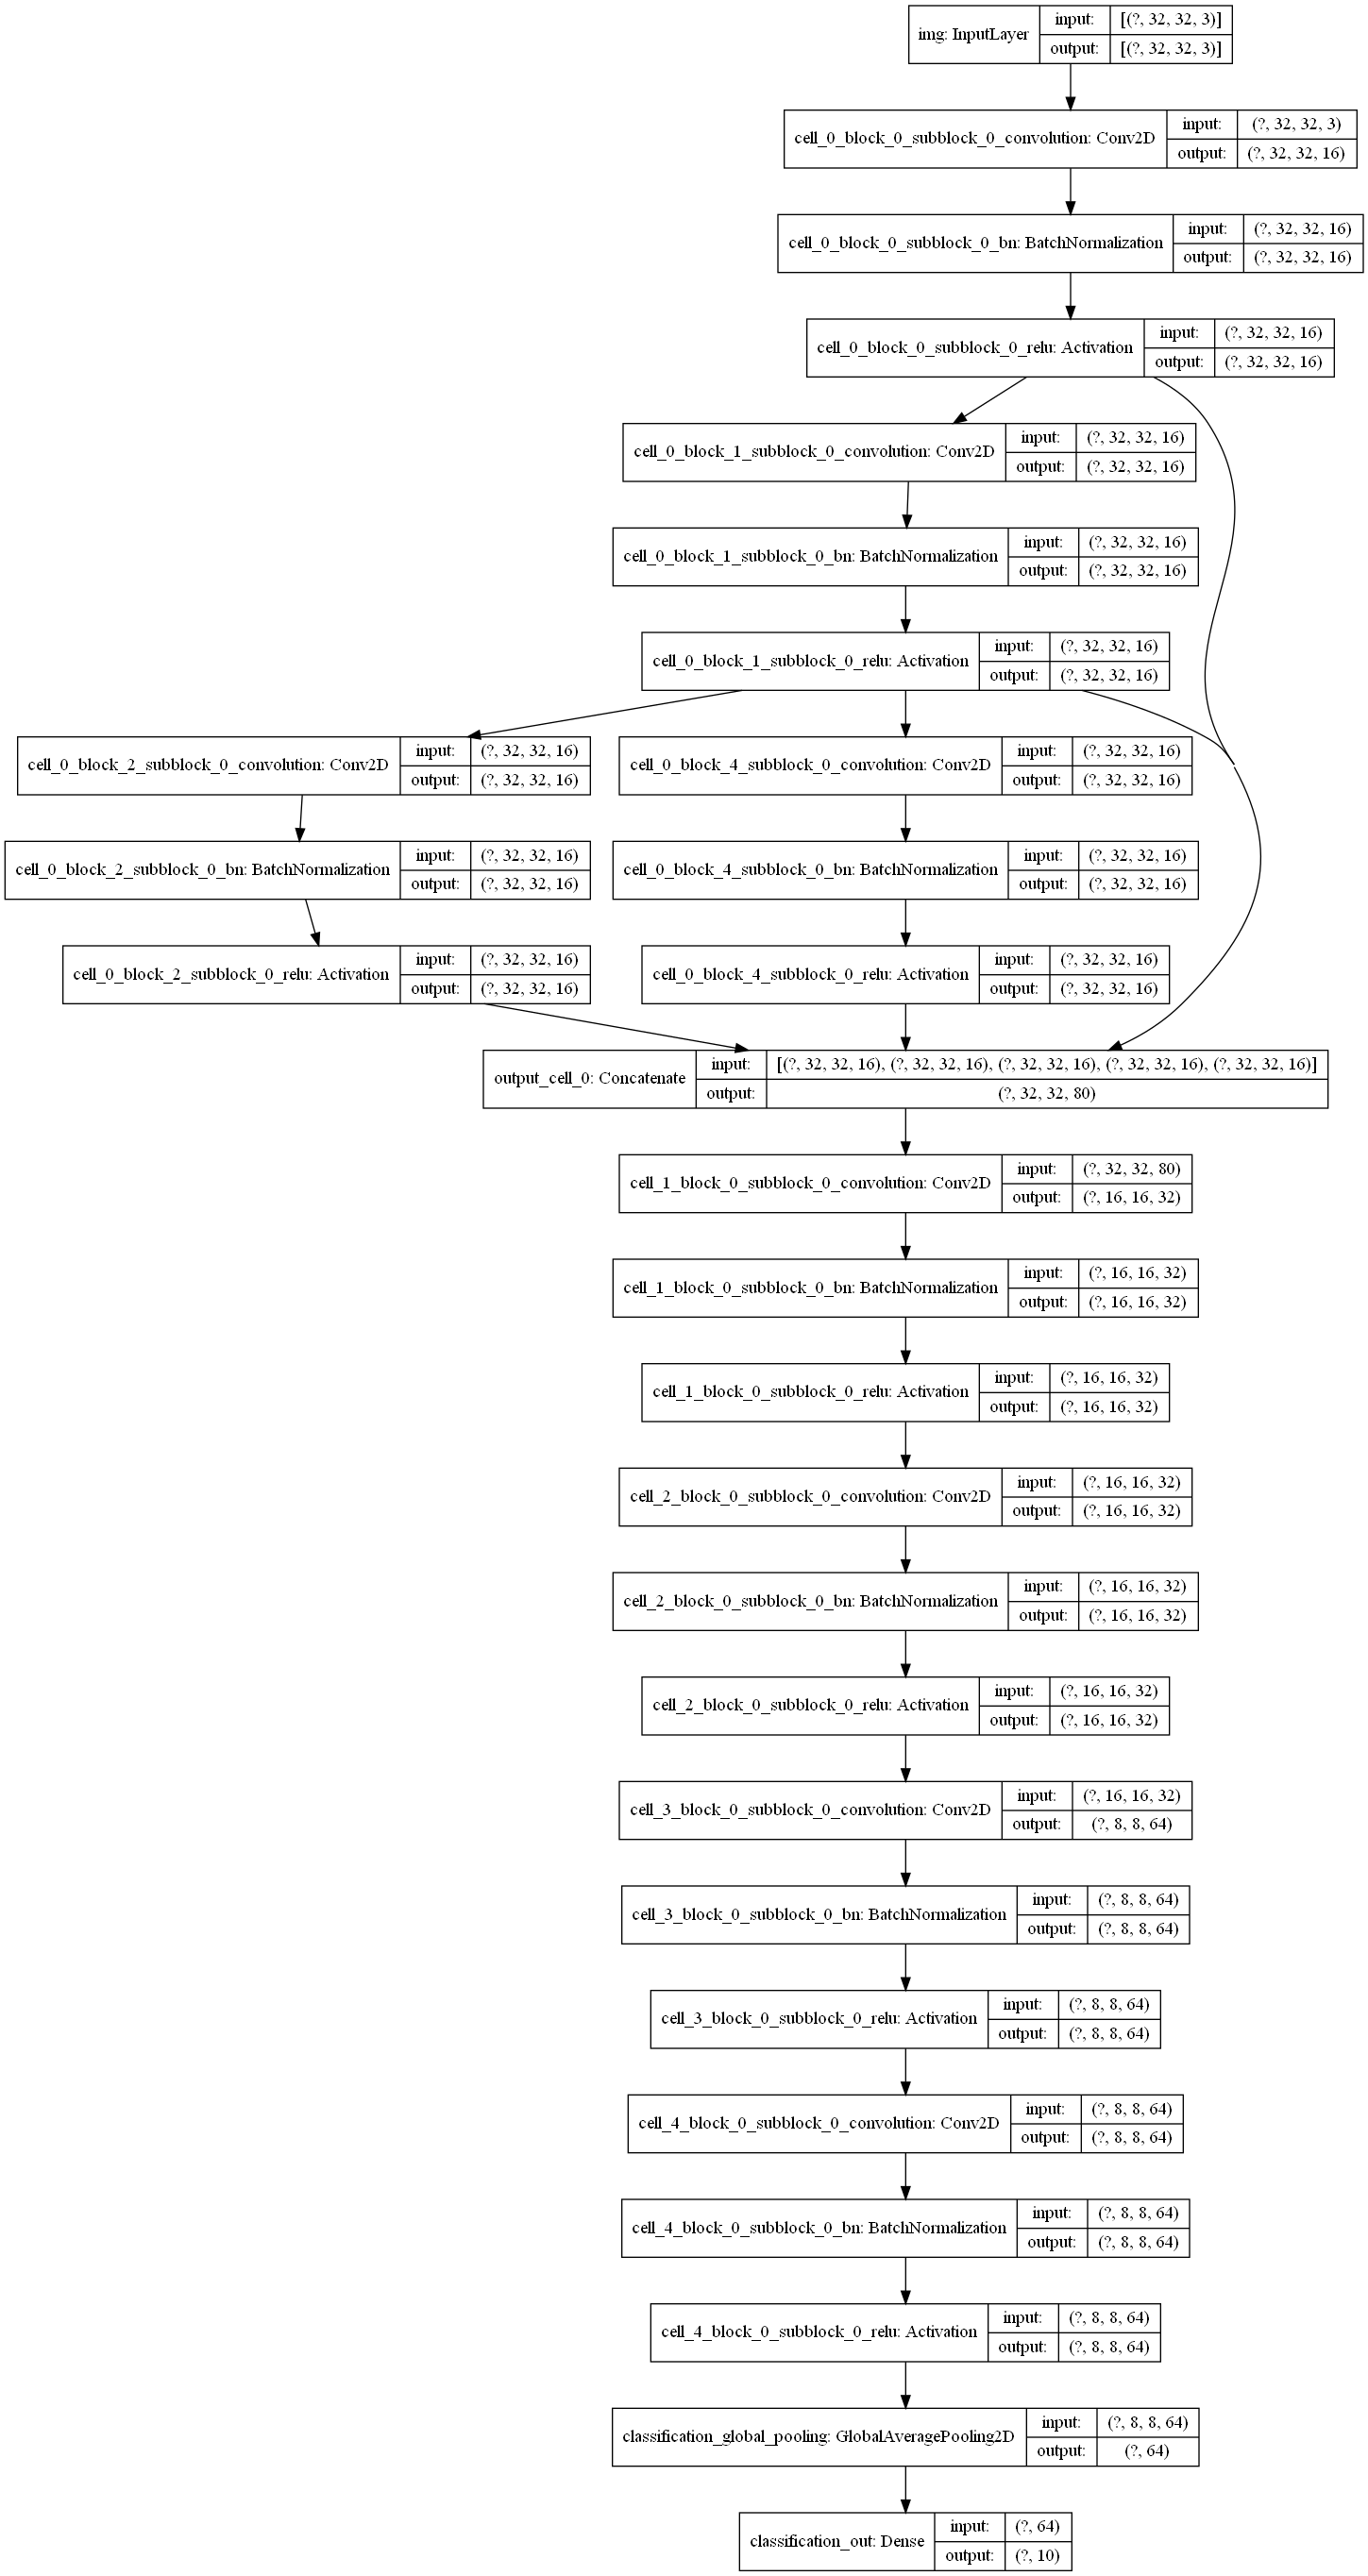 img: InputLayer
input: [(?, 32, 32, 3)]
output: [(?, 32, 32, 3)]
cell_0_block_0_subblock_0_convolution: Conv2D
input: (?, 32, 32, 3)
output: (?, 32, 32, 16)
cell_0_block_0_subblock_0_bn: BatchNormalization
input: (?, 32, 32, 16)
output: (?, 32, 32, 16)
cell_0_block_0_subblock_0_relu: Activation
input: (?, 32, 32, 16)
output: (?, 32, 32, 16)
cell_0_block_1_subblock_0_convolution: Conv2D
input: (?, 32, 32, 16)
output: (?, 32, 32, 16)
cell_0_block_1_subblock_0_bn: BatchNormalization
input: (?, 32, 32, 16)
output: (?, 32, 32, 16)
cell_0_block_1_subblock_0_relu: Activation
input: (?, 32, 32, 16)
output: (?, 32, 32, 16)
cell_0_block_2_subblock_0_convolution: Conv2D
input: (?, 32, 32, 16)
output: (?, 32, 32, 16)
cell_0_block_4_subblock_0_convolution: Conv2D
input: (?, 32, 32, 16)
output: (?, 32, 32, 16)
cell_0_block_2_subblock_0_bn: BatchNormalization
input: (?, 32, 32, 16)
output: (?, 32, 32, 16)
cell_0_block_4_subblock_0_bn: BatchNormalization
input: (?, 32, 32, 16)
output: (?, 32, 32, 16)
cell_0_block_2_subblock_0_relu: Activation
input: (?, 32, 32, 16)
output: (?, 32, 32, 16)
cell_0_block_4_subblock_0_relu: Activation
input: (?, 32, 32, 16)
output: (?, 32, 32, 16)
output_cell_0: Concatenate
input: [(?, 32, 32, 16), (?, 32, 32, 16), (?, 32, 32, 16), (?, 32, 32, 16), (?, 32, 32, 16)]
output: (?, 32, 32, 80)
cell_1_block_0_subblock_0_convolution: Conv2D
input: (?, 32, 32, 80)
output: (?, 16, 16, 32)
cell_1_block_0_subblock_0_bn: BatchNormalization
input: (?, 16, 16, 32)
output: (?, 16, 16, 32)
cell_1_block_0_subblock_0_relu: Activation
input: (?, 16, 16, 32)
output: (?, 16, 16, 32)
cell_2_block_0_subblock_0_convolution: Conv2D
input: (?, 16, 16, 32)
output: (?, 16, 16, 32)
cell_2_block_0_subblock_0_bn: BatchNormalization
input: (?, 16, 16, 32)
output: (?, 16, 16, 32)
cell_2_block_0_subblock_0_relu: Activation
input: (?, 16, 16, 32)
output: (?, 16, 16, 32)
cell_3_block_0_subblock_0_convolution: Conv2D
input: (?, 16, 16, 32)
output: (?, 8, 8, 64)
cell_3_block_0_subblock_0_bn: BatchNormalization
input: (?, 8, 8, 64)
output: (?, 8, 8, 64)
cell_3_block_0_subblock_0_relu: Activation
input: (?, 8, 8, 64)
output: (?, 8, 8, 64)
cell_4_block_0_subblock_0_convolution: Conv2D
input: (?, 8, 8, 64)
output: (?, 8, 8, 64)
cell_4_block_0_subblock_0_bn: BatchNormalization
input: (?, 8, 8, 64)
output: (?, 8, 8, 64)
cell_4_block_0_subblock_0_relu: Activation
input: (?, 8, 8, 64)
output: (?, 8, 8, 64)
classification_global_pooling: GlobalAveragePooling2D
input: (?, 8, 8, 64)
output: (?, 64)
classification_out: Dense
input: (?, 64)
output: (?, 10)